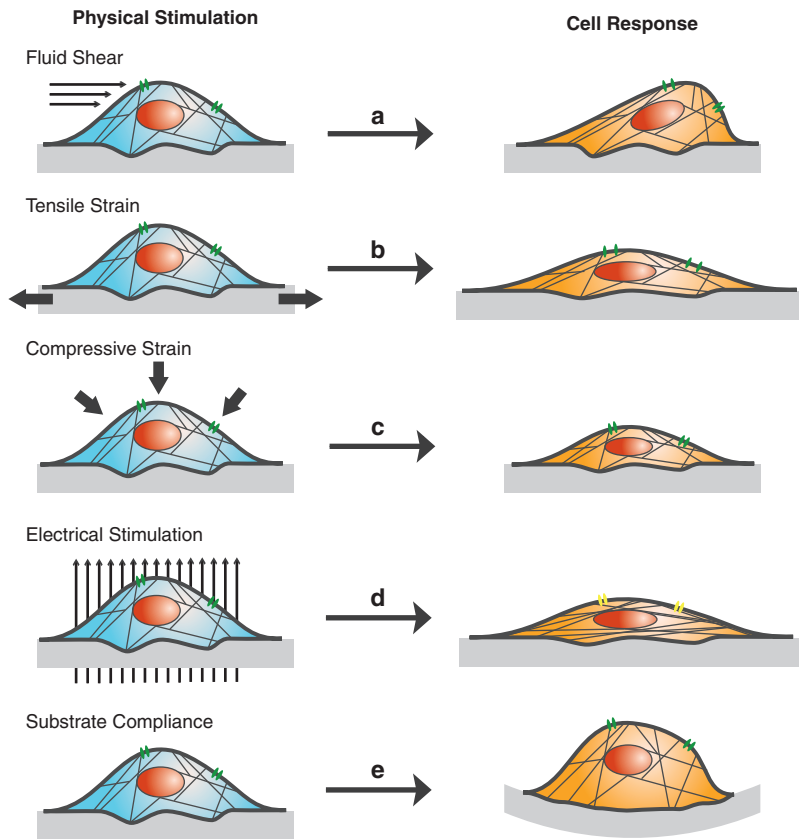 Physical Stimulation
Cell Response
Fluid Shear
a
Tensile Strain
b
Compressive Strain
c
Electrical Stimulation
d
Substrate Compliance
e